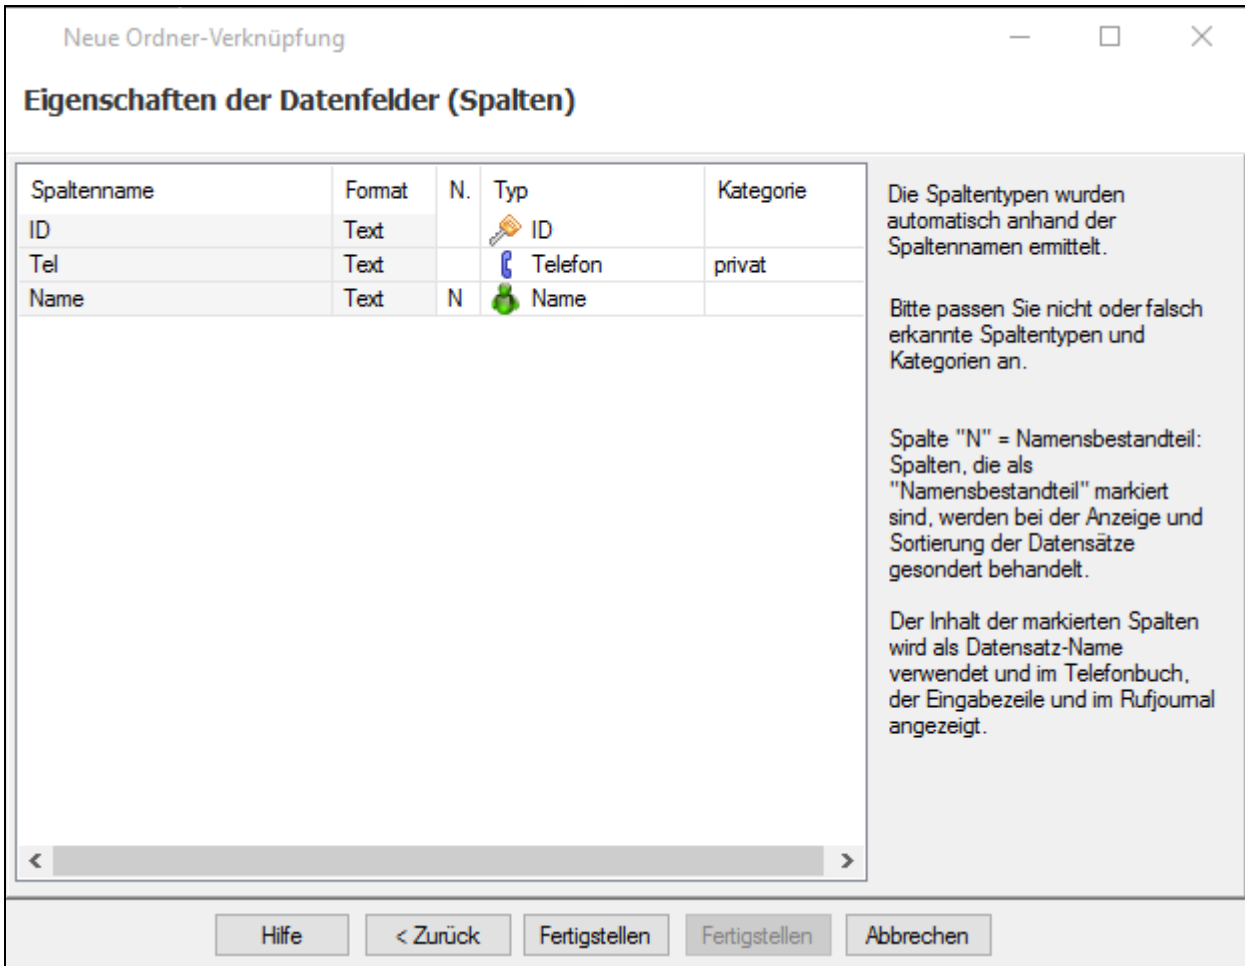 Neue Ordner-Verknüpfung
Eigenschaften der Datenfelder (Spalten)
Spaltenname Format N. Typ Kategorie
ID Text ID
Tel Text Telefon privat
Name Text N Name
Die Spaltentypen wurden
automatisch anhand der
Spaltennamen ermittelt.
Bitte passen Sie nicht oder falsch
erkannte Spaltentypen und
Kategorien an.
Spalte "N" = Namensbestandteil:
Spalten, die als
"Namensbestandteil" markiert
sind, werden bei der Anzeige und
Sortierung der Datensätze
gesondert behandelt.
Der Inhalt der markierten Spalten
wird als Datensatz-Name
verwendet und im Telefonbuch,
der Eingabezeile und im Rufjournal
angezeigt.
Hilfe < Zurück Fertigstellen Fertigstellen Abbrechen